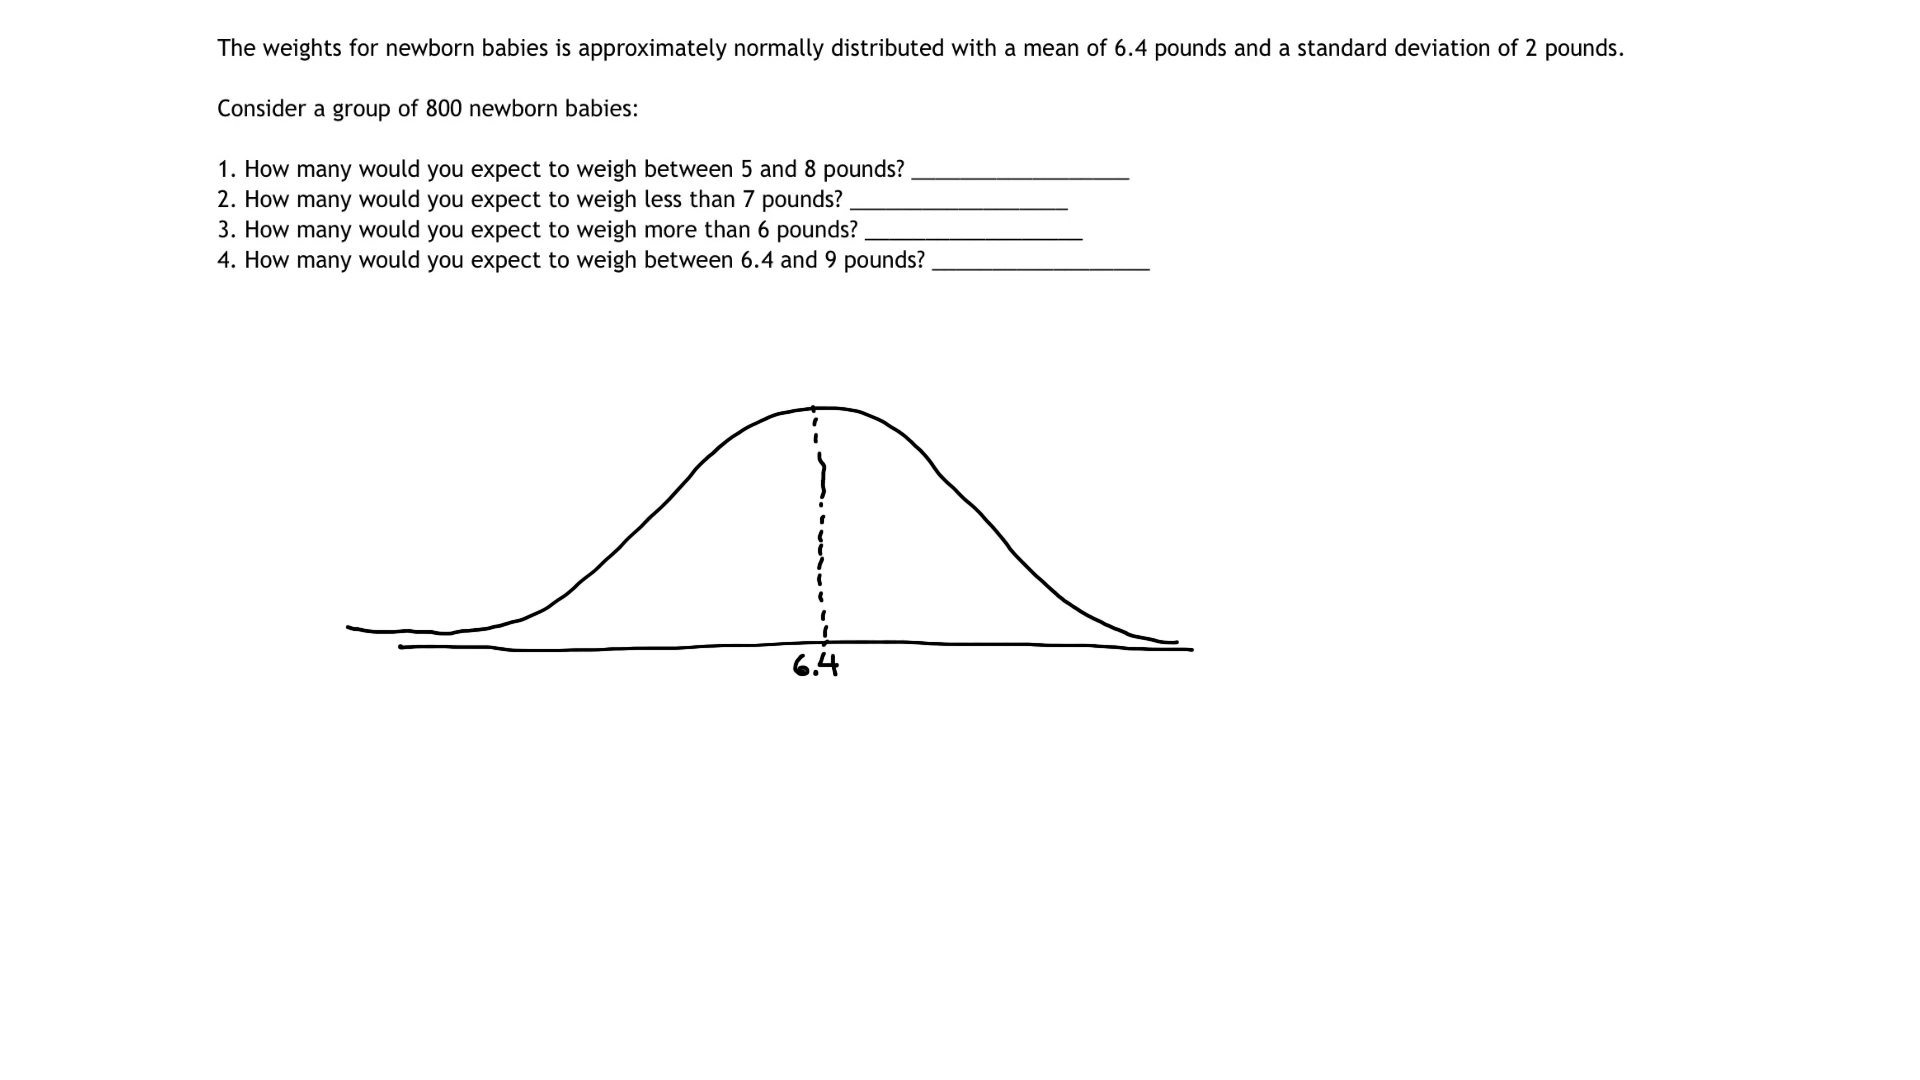 The weights for newborn babies is approximately normally distributed with a mean of 6.4 pounds and a standard deviation of 2 pounds.
Consider a group of 800 newborn babies:
1. How many would you expect to weigh between 5 and 8 pounds? __________________
2. How many would you expect to weigh less than 7 pounds? __________________
3. How many would you expect to weigh more than 6 pounds? __________________
4. How many would you expect to weigh between 6.4 and 9 pounds? __________________
6.4